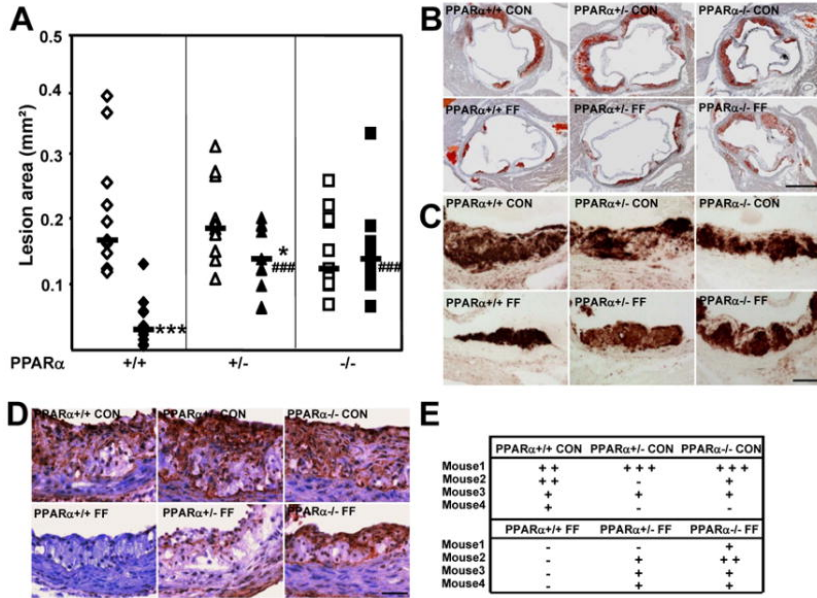 A
Lesion area (mm²)
0.5
0.4
0.3
0.2
0.1
***
*
###
###
PPARα +/+ +/- -/-
B
PPARα+/+ CON PPARα+/- CON PPARα-/- CON
PPARα+/+ FF PPARα+/- FF PPARα-/- FF
C
PPARα+/+ CON PPARα+/- CON PPARα-/- CON
PPARα+/+ FF PPARα+/- FF PPARα-/- FF
D
PPARα+/+ CON PPARα+/- CON PPARα-/- CON
PPARα+/+ FF PPARα+/- FF PPARα-/- FF
E
PPARα+/+ CON PPARα+/- CON PPARα-/- CON
Mouse1 + + + + + + + +
Mouse2 + + - +
Mouse3 + + +
Mouse4 + - -
PPARα+/+ FF PPARα+/- FF PPARα-/- FF
Mouse1 - - +
Mouse2 - + + +
Mouse3 - + +
Mouse4 - + +